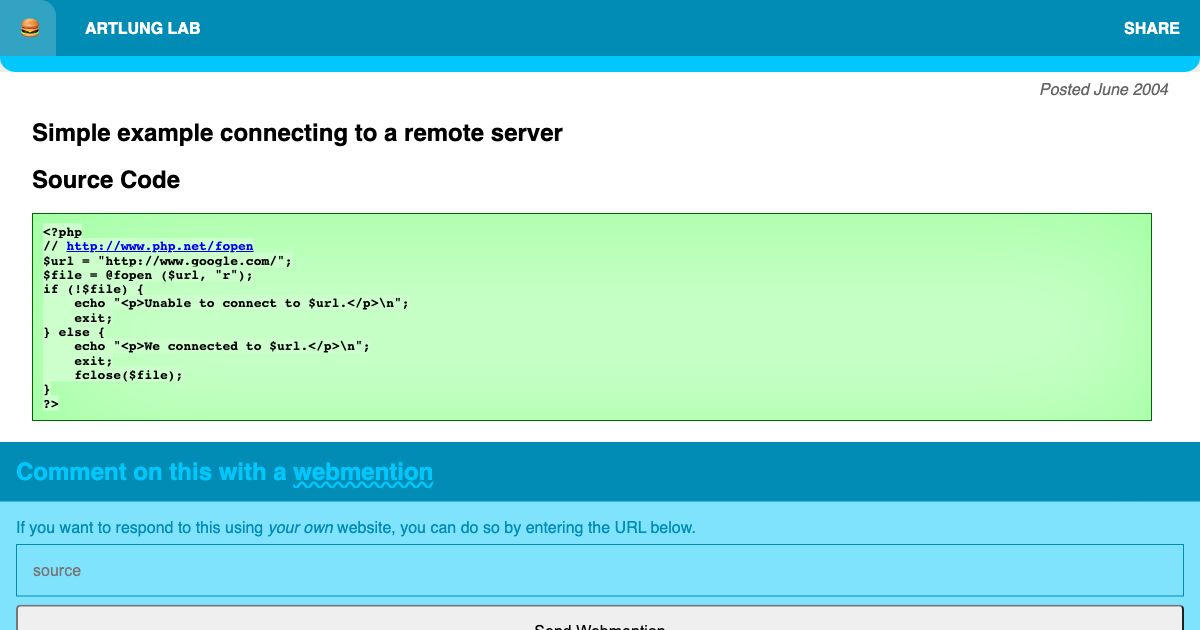 ARTLUNG LAB
SHARE
Posted June 2004
Simple example connecting to a remote server
Source Code
<?php
// http://www.php.net/fopen
$url = "http://www.google.com/";
$file = @fopen ($url, "r");
if (!$file) {
    echo "<p>Unable to connect to $url.</p>\n";
    exit;
} else {
    echo "<p>We connected to $url.</p>\n";
    exit;
    fclose($file);
}
?>
Comment on this with a webmention
If you want to respond to this using your own website, you can do so by entering the URL below.
source
Send Webmention